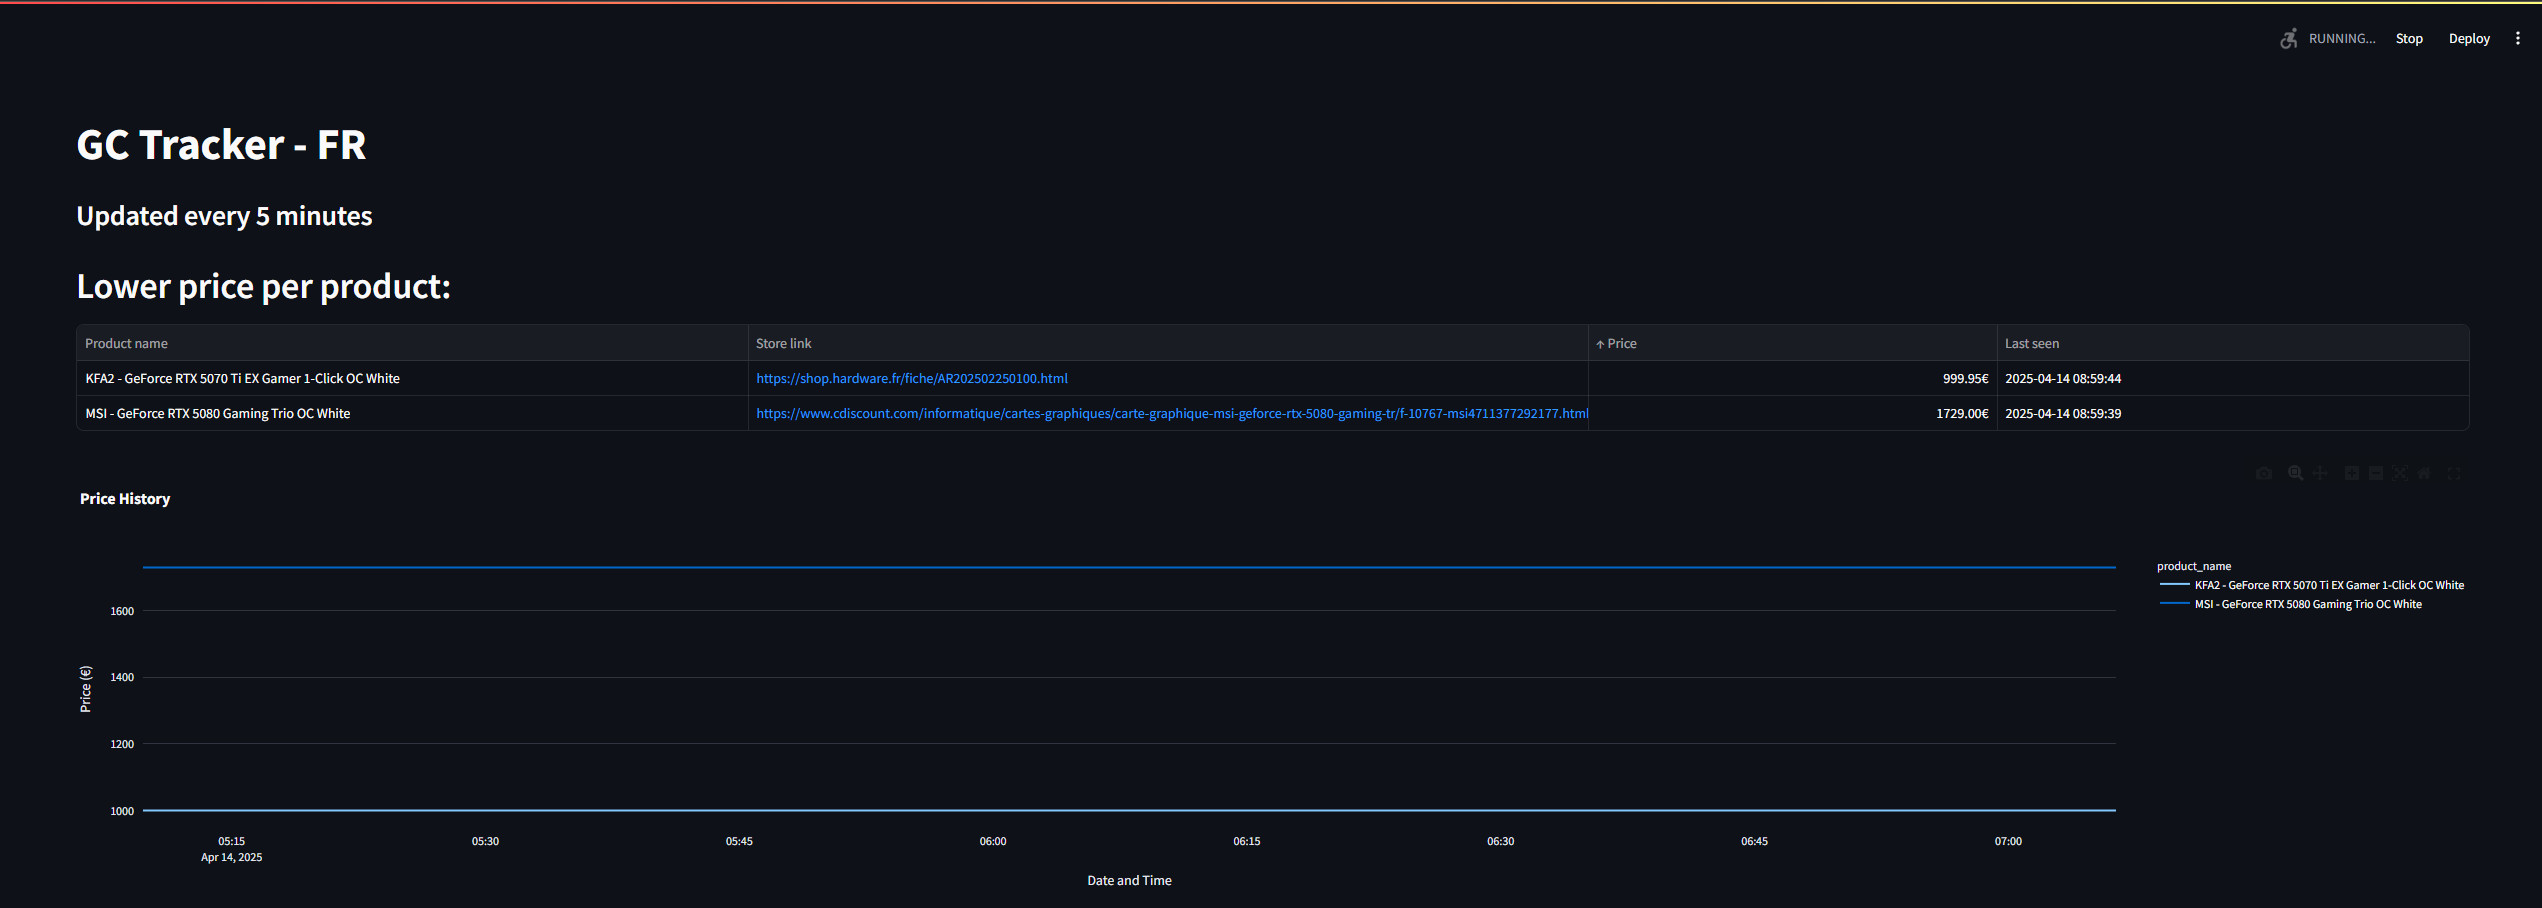 RUNNING... Stop Deploy
GC Tracker - FR
Updated every 5 minutes
Lower price per product:
Product name Store link ↑ Price Last seen
KFA2 - GeForce RTX 5070 Ti EX Gamer 1-Click OC White https://shop.hardware.fr/fiche/AR202502250100.html 999.95€ 2025-04-14 08:59:44
MSI - GeForce RTX 5080 Gaming Trio OC White https://www.cdiscount.com/informatique/cartes-graphiques/carte-graphique-msi-geforce-rtx-5080-gaming-tr/f-10767-msi4711377292177.html 1729.00€ 2025-04-14 08:59:39
Price History
product_name
KFA2 - GeForce RTX 5070 Ti EX Gamer 1-Click OC White
MSI - GeForce RTX 5080 Gaming Trio OC White
Price (€)
1600
1400
1200
1000
05:15 05:30 05:45 06:00 06:15 06:30 06:45 07:00
Apr 14, 2025
Date and Time